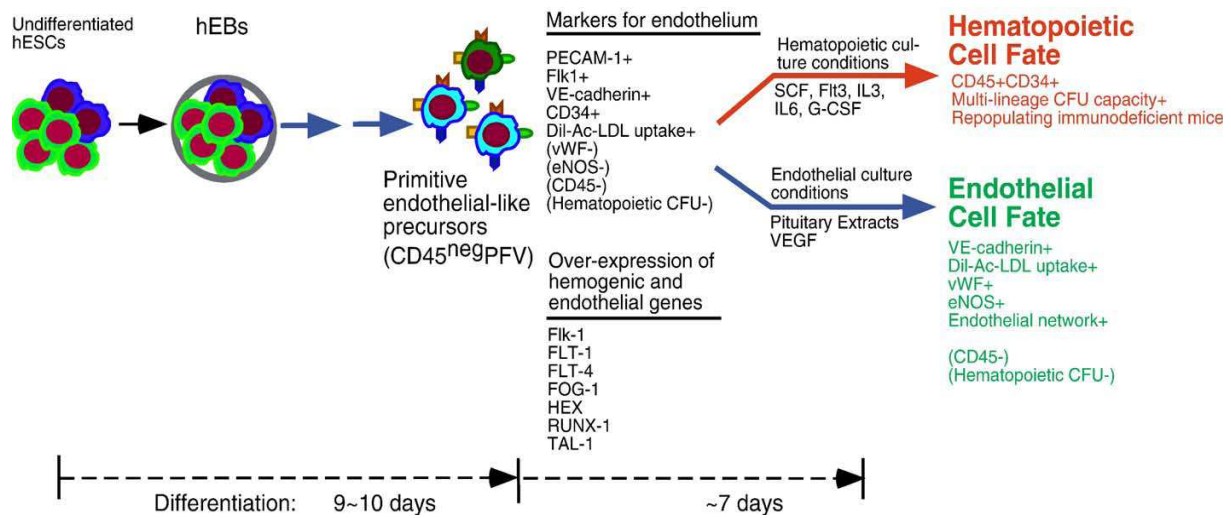 Undifferentiated
hESCs
hEBs
Primitive
endothelial-like
precursors
(CD45negPFV)
Markers for endothelium
PECAM-1+
Flk1+
VE-cadherin+
CD34+
Dil-Ac-LDL uptake+
(vWF-)
(eNOS-)
(CD45-)
(Hematopoietic CFU-)
Over-expression of
hemogenic and
endothelial genes
Flk-1
FLT-1
FLT-4
FOG-1
HEX
RUNX-1
TAL-1
Hematopoietic cul-
ture conditions
SCF, Flt3, IL3,
IL6, G-CSF
Hematopoietic
Cell Fate
CD45+CD34+
Multi-lineage CFU capacity+
Repopulating immunodeficient mice
Endothelial culture
conditions
Pituitary Extracts
VEGF
Endothelial
Cell Fate
VE-cadherin+
Dil-Ac-LDL uptake+
vWF+
eNOS+
Endothelial network+
(CD45-)
(Hematopoietic CFU-)
Differentiation: 9~10 days
~7 days